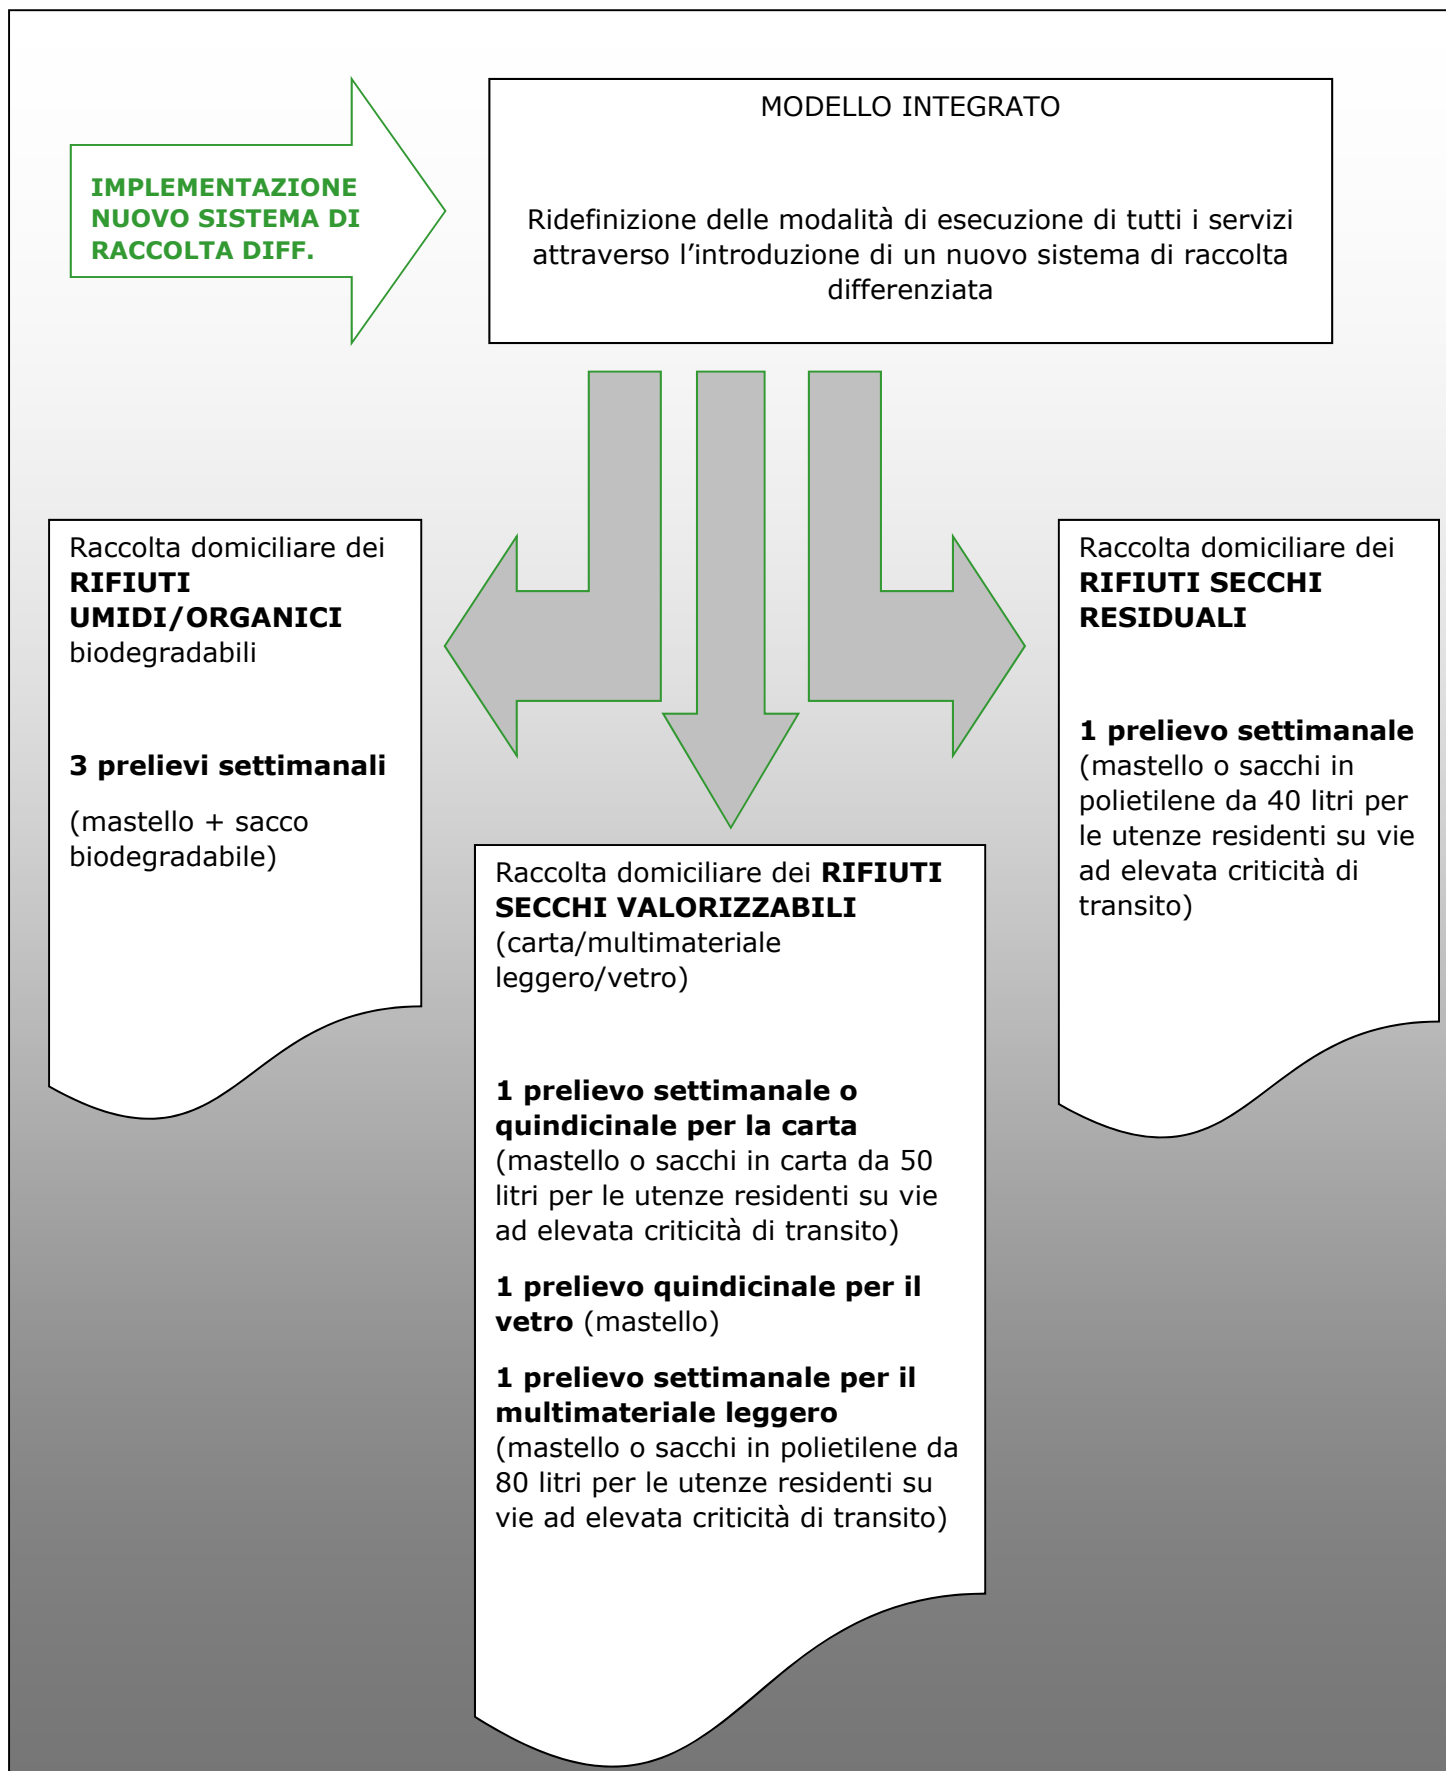 IMPLEMENTAZIONE
NUOVO SISTEMA DI
RACCOLTA DIFF.
MODELLO INTEGRATO
Ridefinizione delle modalità di esecuzione di tutti i servizi
attraverso l’introduzione di un nuovo sistema di raccolta
differenziata
Raccolta domiciliare dei
RIFIUTI
UMIDI/ORGANICI
biodegradabili
3 prelievi settimanali
(mastello + sacco
biodegradabile)
Raccolta domiciliare dei RIFIUTI
SECCHI VALORIZZABILI
(carta/multimateriale
leggero/vetro)
1 prelievo settimanale o
quindicinale per la carta
(mastello o sacchi in carta da 50
litri per le utenze residenti su vie
ad elevata criticità di transito)
1 prelievo quindicinale per il
vetro (mastello)
1 prelievo settimanale per il
multimateriale leggero
(mastello o sacchi in polietilene da
80 litri per le utenze residenti su
vie ad elevata criticità di transito)
Raccolta domiciliare dei
RIFIUTI SECCHI
RESIDUALI
1 prelievo settimanale
(mastello o sacchi in
polietilene da 40 litri per
le utenze residenti su vie
ad elevata criticità di
transito)